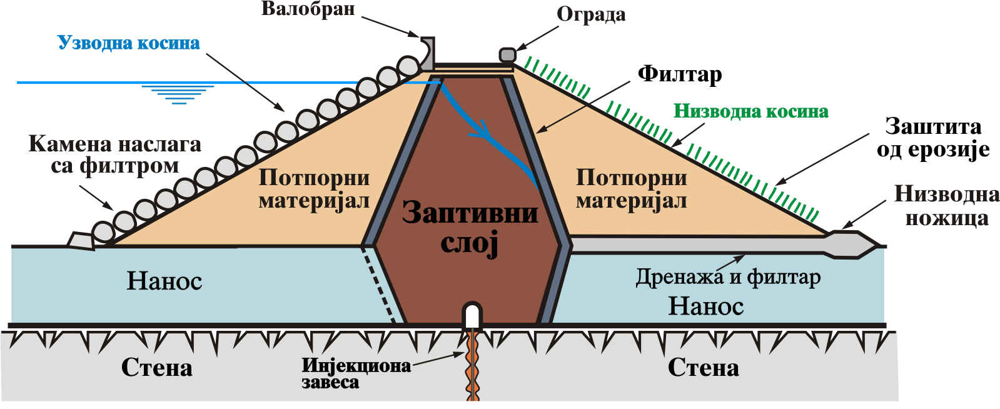 Валобран
Ограда
Узводна косина
Филтар
Низводна косина
Заштита
од ерозије
Камена наслага
са филтром
Потпорни
материјал
Потпорни
материјал
Низводна
ножица
Заптивни
слој
Нанос
Дренажа и филтар
Нанос
Стена
Инјекциона
завеса
Стена